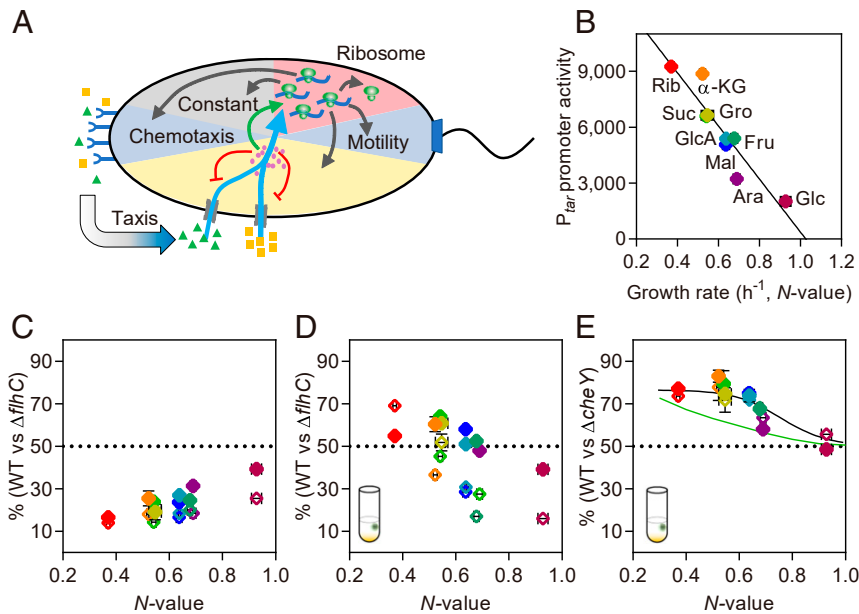 A
Ribosome
Constant
Chemotaxis
Motility
Taxis
B
P_tar promoter activity
9,000
6,000
3,000
0
Rib
α-KG
Suc
Gro
GlcA
Fru
Mal
Ara
Glc
0.2 0.4 0.6 0.8 1.0 1.2
Growth rate (h⁻¹, N-value)
C
% (WT vs ΔflhC)
90
70
50
30
10
0.2 0.4 0.6 0.8 1.0
N-value
D
% (WT vs ΔflhC)
90
70
50
30
10
0.2 0.4 0.6 0.8 1.0
N-value
E
% (WT vs ΔcheY)
90
70
50
30
10
0.2 0.4 0.6 0.8 1.0
N-value